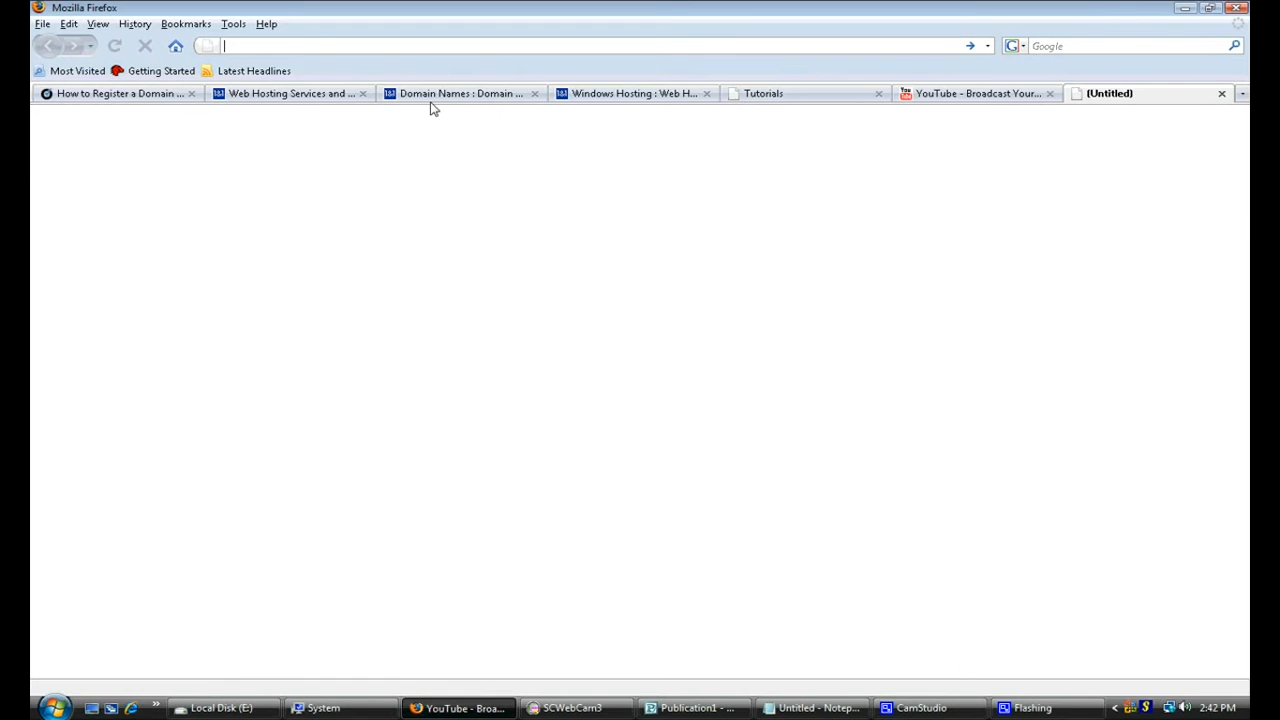 Mozilla Firefox
File Edit View History Bookmarks Tools Help
Google
Most Visited Getting Started Latest Headlines
How to Register a Domain ... Web Hosting Services and ... Domain Names : Domain ... Windows Hosting : Web H... Tutorials YouTube - Broadcast Your... (Untitled)
Local Disk (E:) System YouTube - Broa... SCWebCam3 Publication1 - ... Untitled - Notep... CamStudio Flashing 2:42 PM